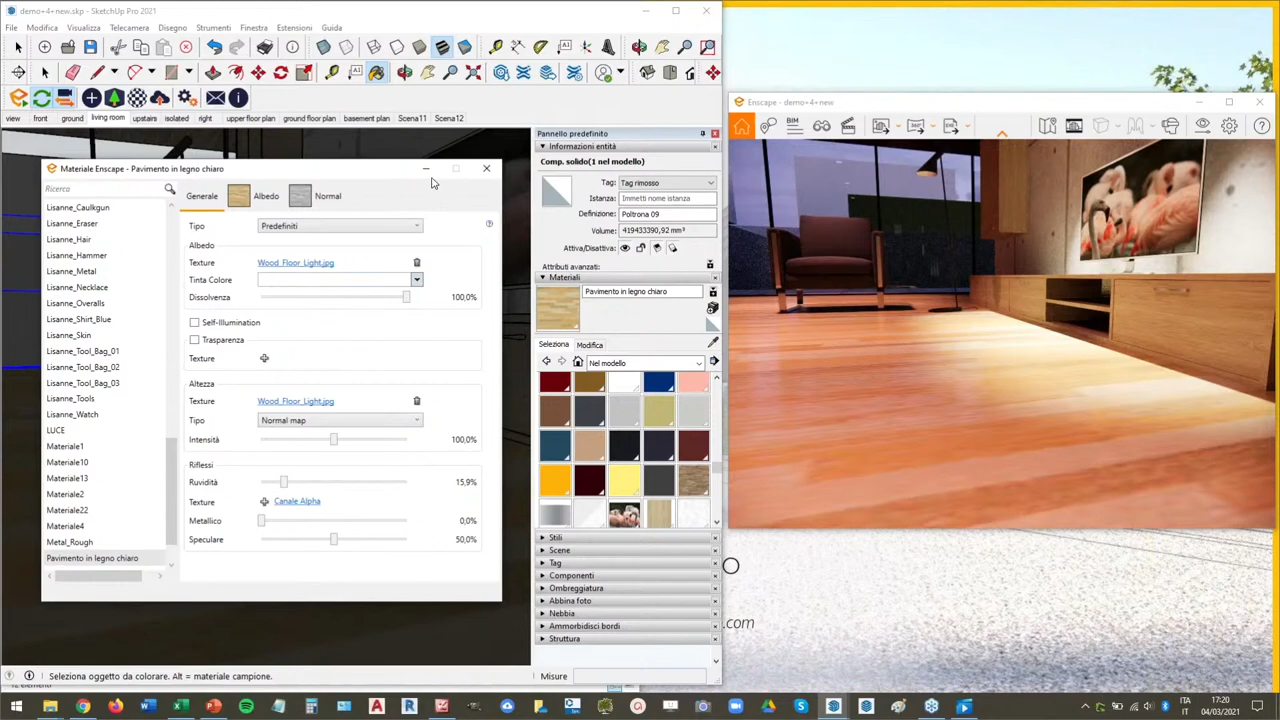 demo+4+new.skp - SketchUp Pro 2021
File Modifica Visualizza Telecamera Disegno Strumenti Finestra Estensioni Guida
view front ground living room upstairs isolated right upper floor plan ground floor plan basement plan Scena11 Scena12
Materiale Enscape - Pavimento in legno chiaro
Ricerca
Lisanne_Caulkgun
Lisanne_Eraser
Lisanne_Hair
Lisanne_Hammer
Lisanne_Metal
Lisanne_Necklace
Lisanne_Overalls
Lisanne_Shirt_Blue
Lisanne_Skin
Lisanne_Tool_Bag_01
Lisanne_Tool_Bag_02
Lisanne_Tool_Bag_03
Lisanne_Tools
Lisanne_Watch
LUCE
Materiale1
Materiale10
Materiale13
Materiale2
Materiale22
Materiale4
Metal_Rough
Pavimento in legno chiaro
Generale Albedo Normal
Tipo Predefiniti
Albedo
Texture Wood_Floor_Light.jpg
Tinta Colore
Dissolvenza 100,0%
Self-Illumination
Trasparenza
Texture
Altezza
Texture Wood_Floor_Light.jpg
Tipo Normal map
Intensità 100,0%
Riflessi
Ruvidità 15,9%
Texture Canale Alpha
Metallico 0,0%
Speculare 50,0%
Pannello predefinito
Informazioni entità
Comp. solido(1 nel modello)
Tag: Tag rimosso
Istanza: Immetti nome istanza
Definizione: Poltrona 09
Volume: 419433390,92 mm³
Attiva/Disattiva:
Attributi avanzati:
Materiali
Pavimento in legno chiaro
Seleziona Modifica
Nel modello
Stili
Scene
Tag
Componenti
Ombreggiatura
Abbina foto
Nebbia
Ammorbidisci bordi
Struttura
Seleziona oggetto da colorare. Alt = materiale campione. Misure
Enscape - demo+4+new
BIM
.com
ITA
IT
17:20
04/03/2021